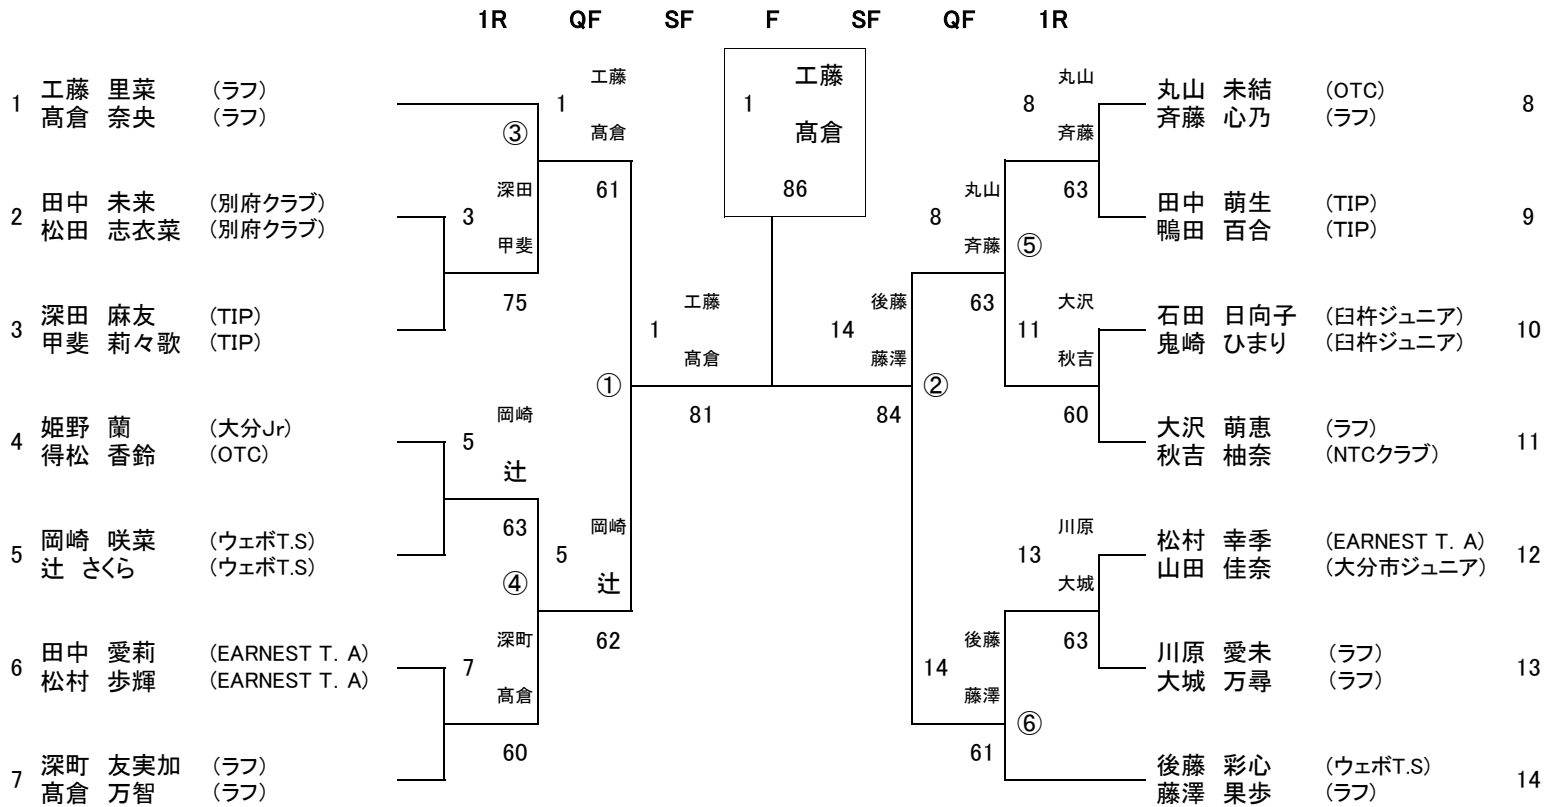 1R QF SF F SF QF 1R
1 工藤 里菜 (ラフ)
髙倉 奈央 (ラフ)
2 田中 未来 (別府クラブ)
松田 志衣菜 (別府クラブ)
3 深田 麻友 (TIP)
甲斐 莉々歌 (TIP)
4 姫野 蘭 (大分Jr)
得松 香鈴 (OTC)
5 岡崎 咲菜 (ウェボT.S)
辻 さくら (ウェボT.S)
6 田中 愛莉 (EARNEST T. A)
松村 歩輝 (EARNEST T. A)
7 深町 友実加 (ラフ)
髙倉 万智 (ラフ)
③
3 深田
甲斐
75
5 岡崎
辻
63
④
7 深町
髙倉
60
1 工藤
髙倉
61
①
5 岡崎
辻
62
1 工藤
髙倉
81
1 工藤
髙倉
86
14 後藤
藤澤
84
8 丸山
斉藤
63
②
14 後藤
藤澤
61
8 丸山
斉藤
63
⑤
11 大沢
秋吉
60
13 川原
大城
63
⑥
丸山 未結 (OTC) 8
斉藤 心乃 (ラフ)
田中 萌生 (TIP) 9
鴨田 百合 (TIP)
石田 日向子 (臼杵ジュニア) 10
鬼崎 ひまり (臼杵ジュニア)
大沢 萌恵 (ラフ) 11
秋吉 柚奈 (NTCクラブ)
松村 幸季 (EARNEST T. A) 12
山田 佳奈 (大分市ジュニア)
川原 愛未 (ラフ) 13
大城 万尋 (ラフ)
後藤 彩心 (ウェボT.S) 14
藤澤 果歩 (ラフ)